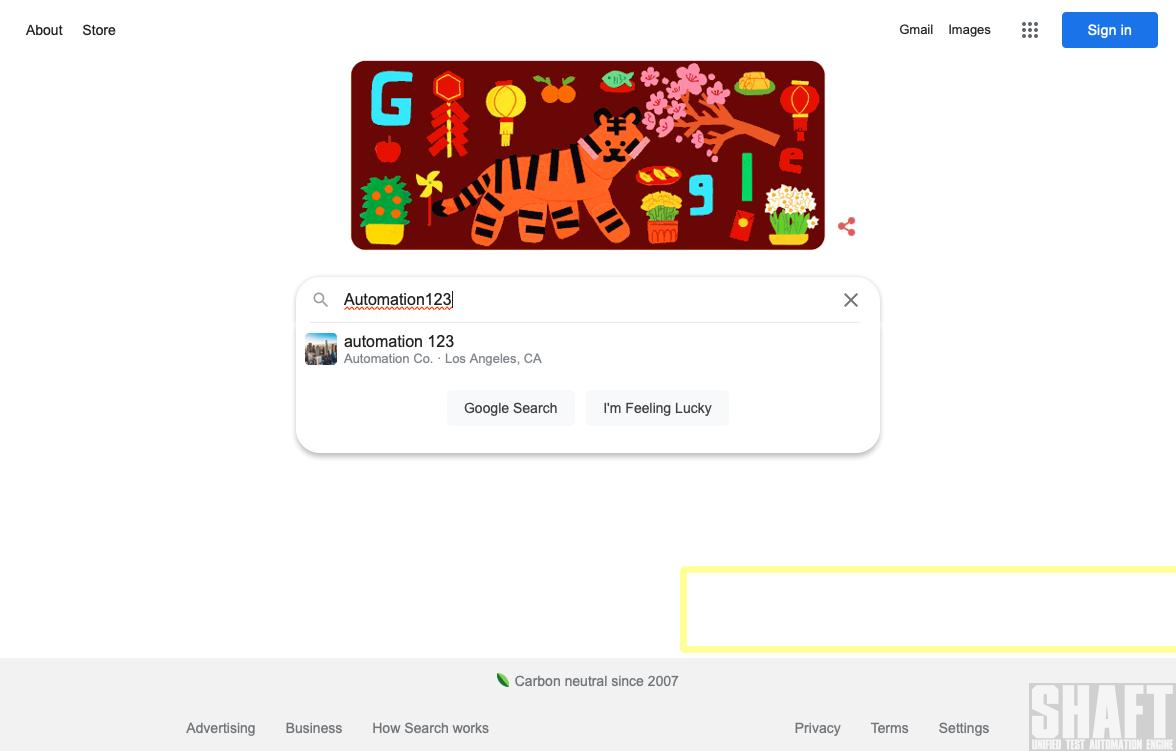 About Store
Gmail Images
Sign in
G g l e
Automation123
automation 123
Automation Co. · Los Angeles, CA
Google Search
I'm Feeling Lucky
Carbon neutral since 2007
Advertising Business How Search works
Privacy Terms Settings
SHAFT
UNIFIED TEST AUTOMATION ENGINE